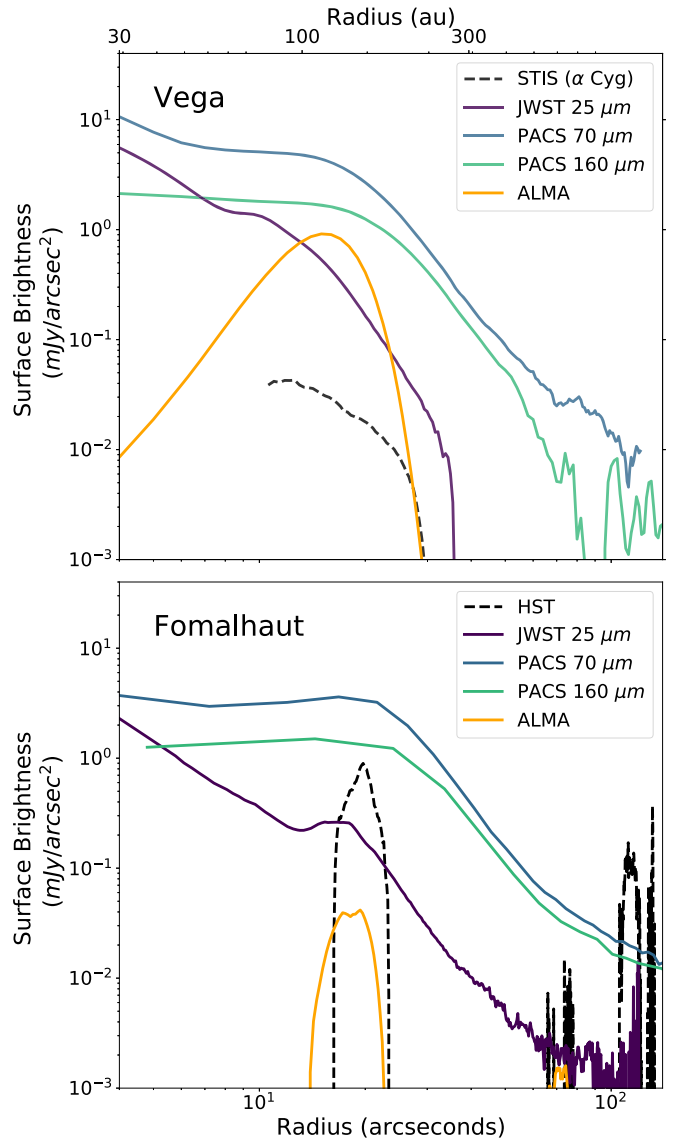 Radius (au)
30 100 300
Vega
STIS (α Cyg)
JWST 25 μm
PACS 70 μm
PACS 160 μm
ALMA
10¹
10⁰
10⁻¹
10⁻²
10⁻³
Surface Brightness
(mJy/arcsec²)
Fomalhaut
HST
JWST 25 μm
PACS 70 μm
PACS 160 μm
ALMA
10¹
10⁰
10⁻¹
10⁻²
10⁻³
Surface Brightness
(mJy/arcsec²)
10¹ 10²
Radius (arcseconds)